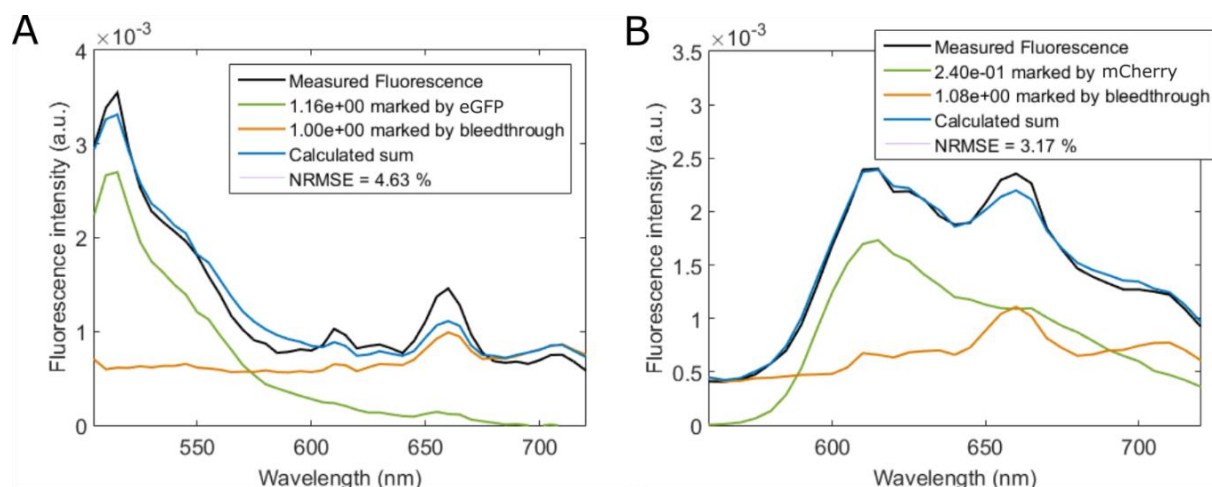 A
×10⁻³
4
3
2
1
0
Fluorescence intensity (a.u.)
Measured Fluorescence
1.16e+00 marked by eGFP
1.00e+00 marked by bleedthrough
Calculated sum
NRMSE = 4.63 %
550
600
650
700
Wavelength (nm)
B
×10⁻³
3.5
3
2.5
2
1.5
1
0.5
0
Fluorescence intensity (a.u.)
Measured Fluorescence
2.40e-01 marked by mCherry
1.08e+00 marked by bleedthrough
Calculated sum
NRMSE = 3.17 %
600
650
700
Wavelength (nm)